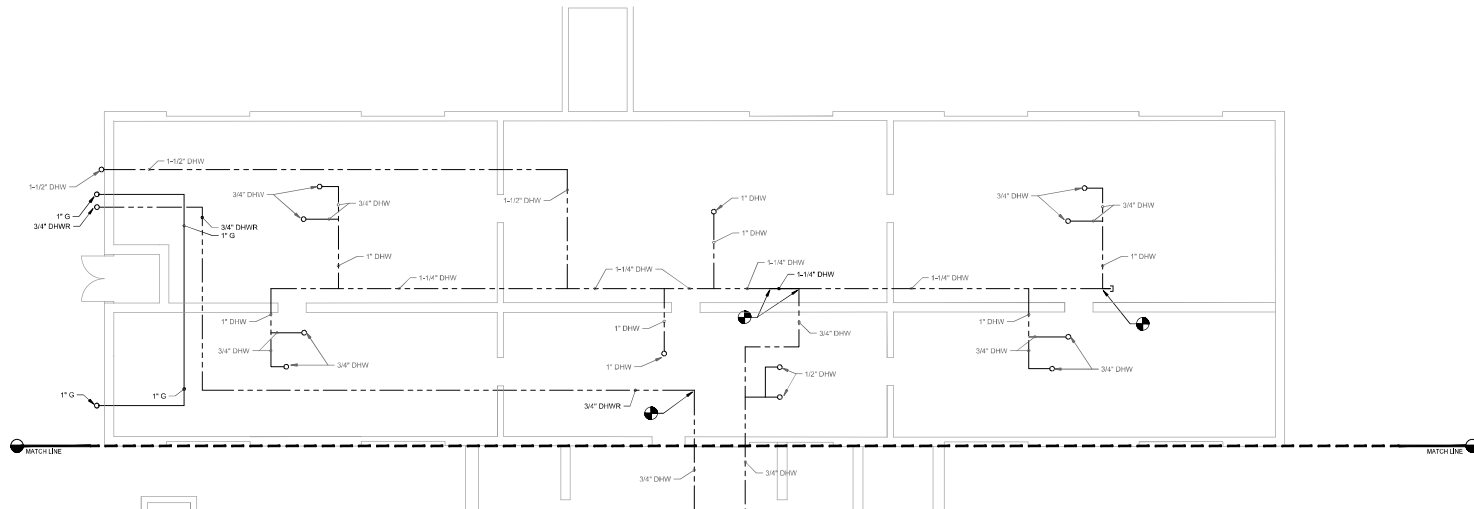 1-1/2" DHW
1-1/2" DHW
3/4" DHW
3/4" DHW
1-1/2" DHW
1" DHW
3/4" DHW
3/4" DHW
1" G
3/4" DHWR
3/4" DHWR
1" G
1" DHW
1" DHW
1" DHW
1-1/4" DHW
1-1/4" DHW
1-1/4" DHW
1-1/4" DHW
1-1/4" DHW
1" DHW
1" DHW
3/4" DHW
1" DHW
3/4" DHW
3/4" DHW
3/4" DHW
1" DHW
1/2" DHW
3/4" DHW
1" G
1" G
3/4" DHWR
MATCH LINE
MATCH LINE
3/4" DHW
3/4" DHW